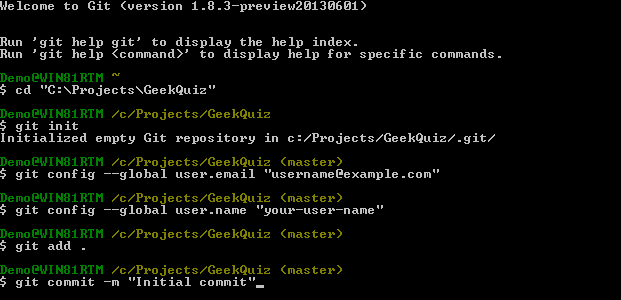 Welcome to Git (version 1.8.3-preview20130601)
Run 'git help git' to display the help index.
Run 'git help <command>' to display help for specific commands.
Demo@WIN81RTM ~
$ cd "C:\Projects\GeekQuiz"
Demo@WIN81RTM /c/Projects/GeekQuiz
$ git init
Initialized empty Git repository in c:/Projects/GeekQuiz/.git/
Demo@WIN81RTM /c/Projects/GeekQuiz (master)
$ git config --global user.email "username@example.com"
Demo@WIN81RTM /c/Projects/GeekQuiz (master)
$ git config --global user.name "your-user-name"
Demo@WIN81RTM /c/Projects/GeekQuiz (master)
$ git add .
Demo@WIN81RTM /c/Projects/GeekQuiz (master)
$ git commit -m "Initial commit"_